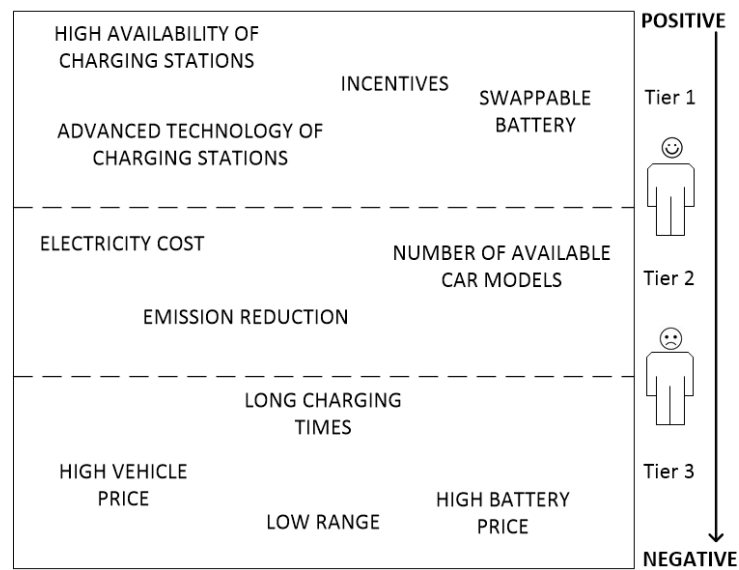 POSITIVE
HIGH AVAILABILITY OF
CHARGING STATIONS
INCENTIVES
SWAPPABLE
BATTERY
Tier 1
ADVANCED TECHNOLOGY OF
CHARGING STATIONS
ELECTRICITY COST
NUMBER OF AVAILABLE
CAR MODELS
Tier 2
EMISSION REDUCTION
LONG CHARGING
TIMES
HIGH VEHICLE
PRICE
Tier 3
LOW RANGE
HIGH BATTERY
PRICE
NEGATIVE